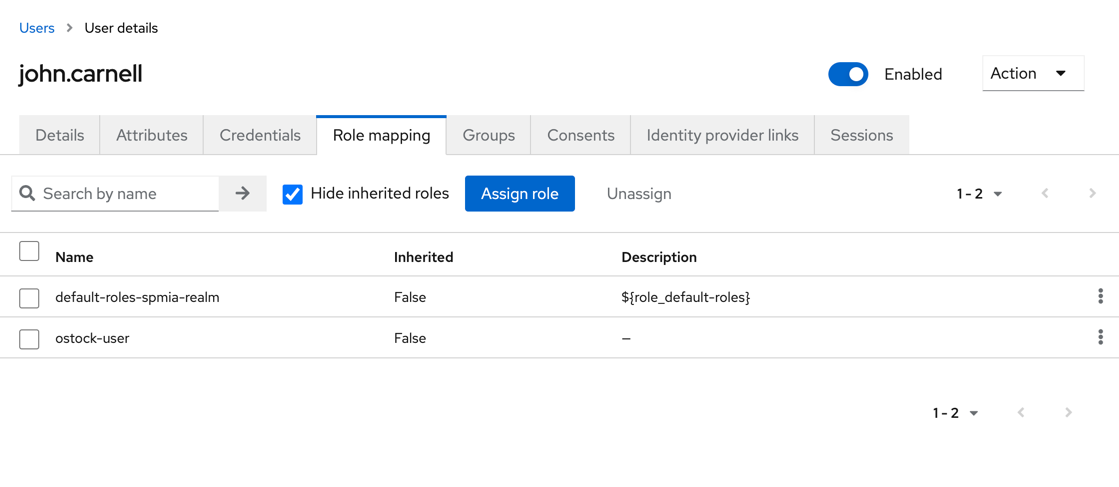 Users > User details
john.carnell
Enabled
Action
Details Attributes Credentials Role mapping Groups Consents Identity provider links Sessions
Search by name Hide inherited roles Assign role Unassign 1 - 2
Name Inherited Description
default-roles-spmia-realm False ${role_default-roles}
ostock-user False –
1 - 2